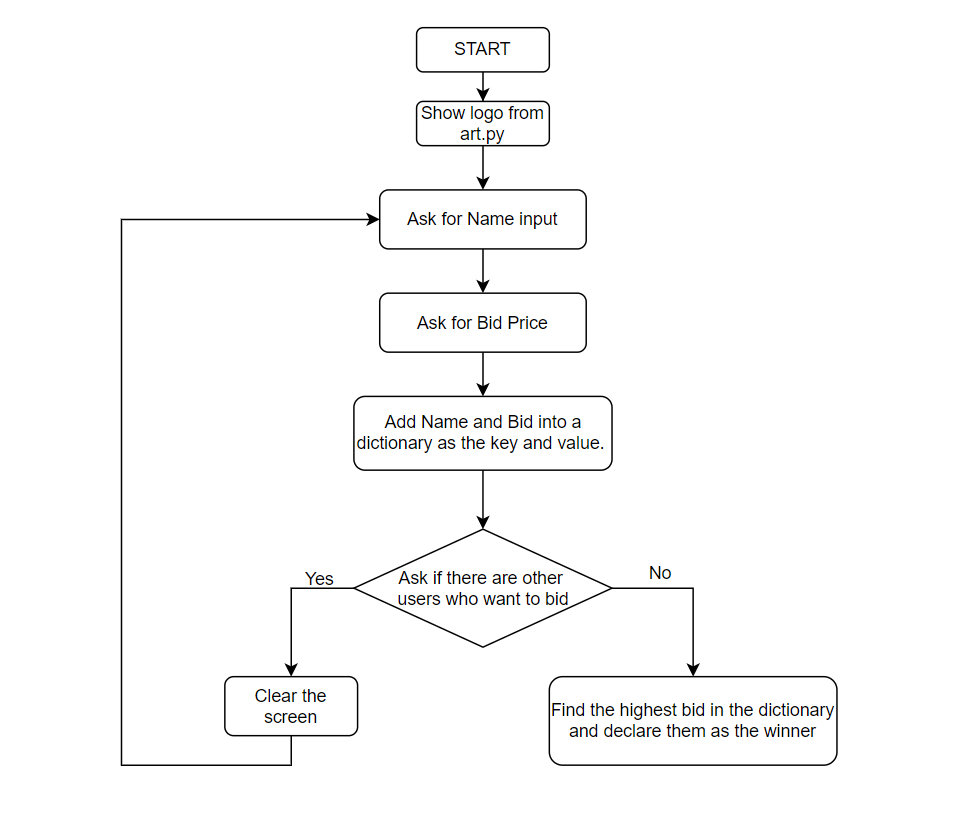 START
Show logo from
art.py
Ask for Name input
Ask for Bid Price
Add Name and Bid into a
dictionary as the key and value.
Ask if there are other
users who want to bid
Yes
No
Clear the
screen
Find the highest bid in the dictionary
and declare them as the winner